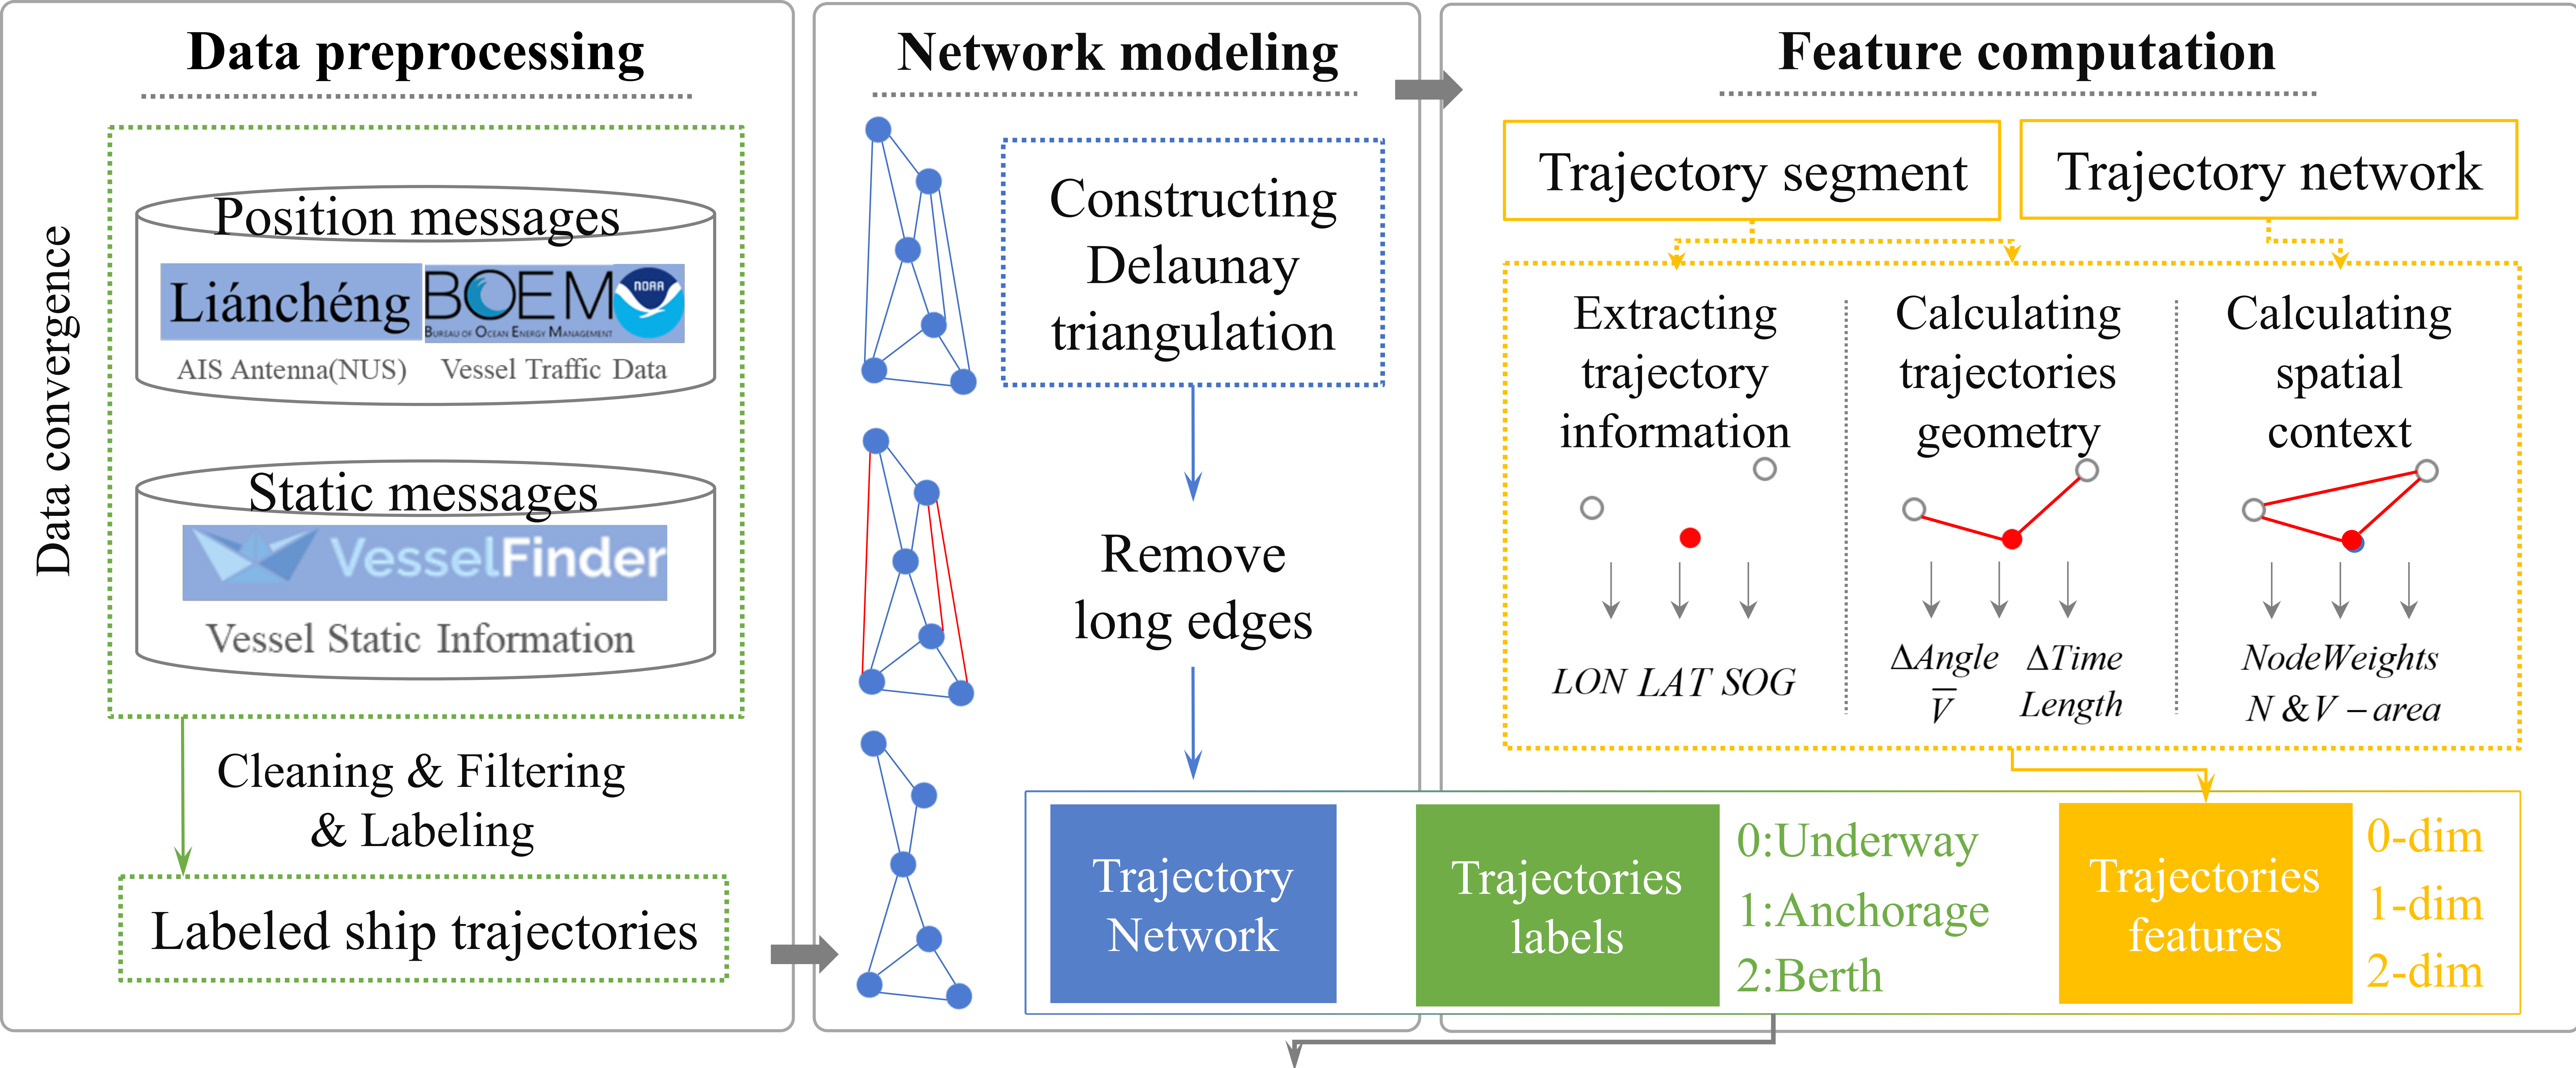 Data preprocessing
Data convergence
Position messages
Liánchéng
BOEM
BUREAU OF OCEAN ENERGY MANAGEMENT
NOAA
AIS Antenna(NUS)
Vessel Traffic Data
Static messages
VesselFinder
Vessel Static Information
Cleaning & Filtering
& Labeling
Labeled ship trajectories
Network modeling
Constructing
Delaunay
triangulation
Remove
long edges
Feature computation
Trajectory segment
Trajectory network
Extracting
trajectory
information
LON LAT SOG
Calculating
trajectories
geometry
ΔAngle ΔTime
V̅ Length
Calculating
spatial
context
NodeWeights
N &V – area
Trajectory
Network
Trajectories
labels
0:Underway
1:Anchorage
2:Berth
Trajectories
features
0-dim
1-dim
2-dim